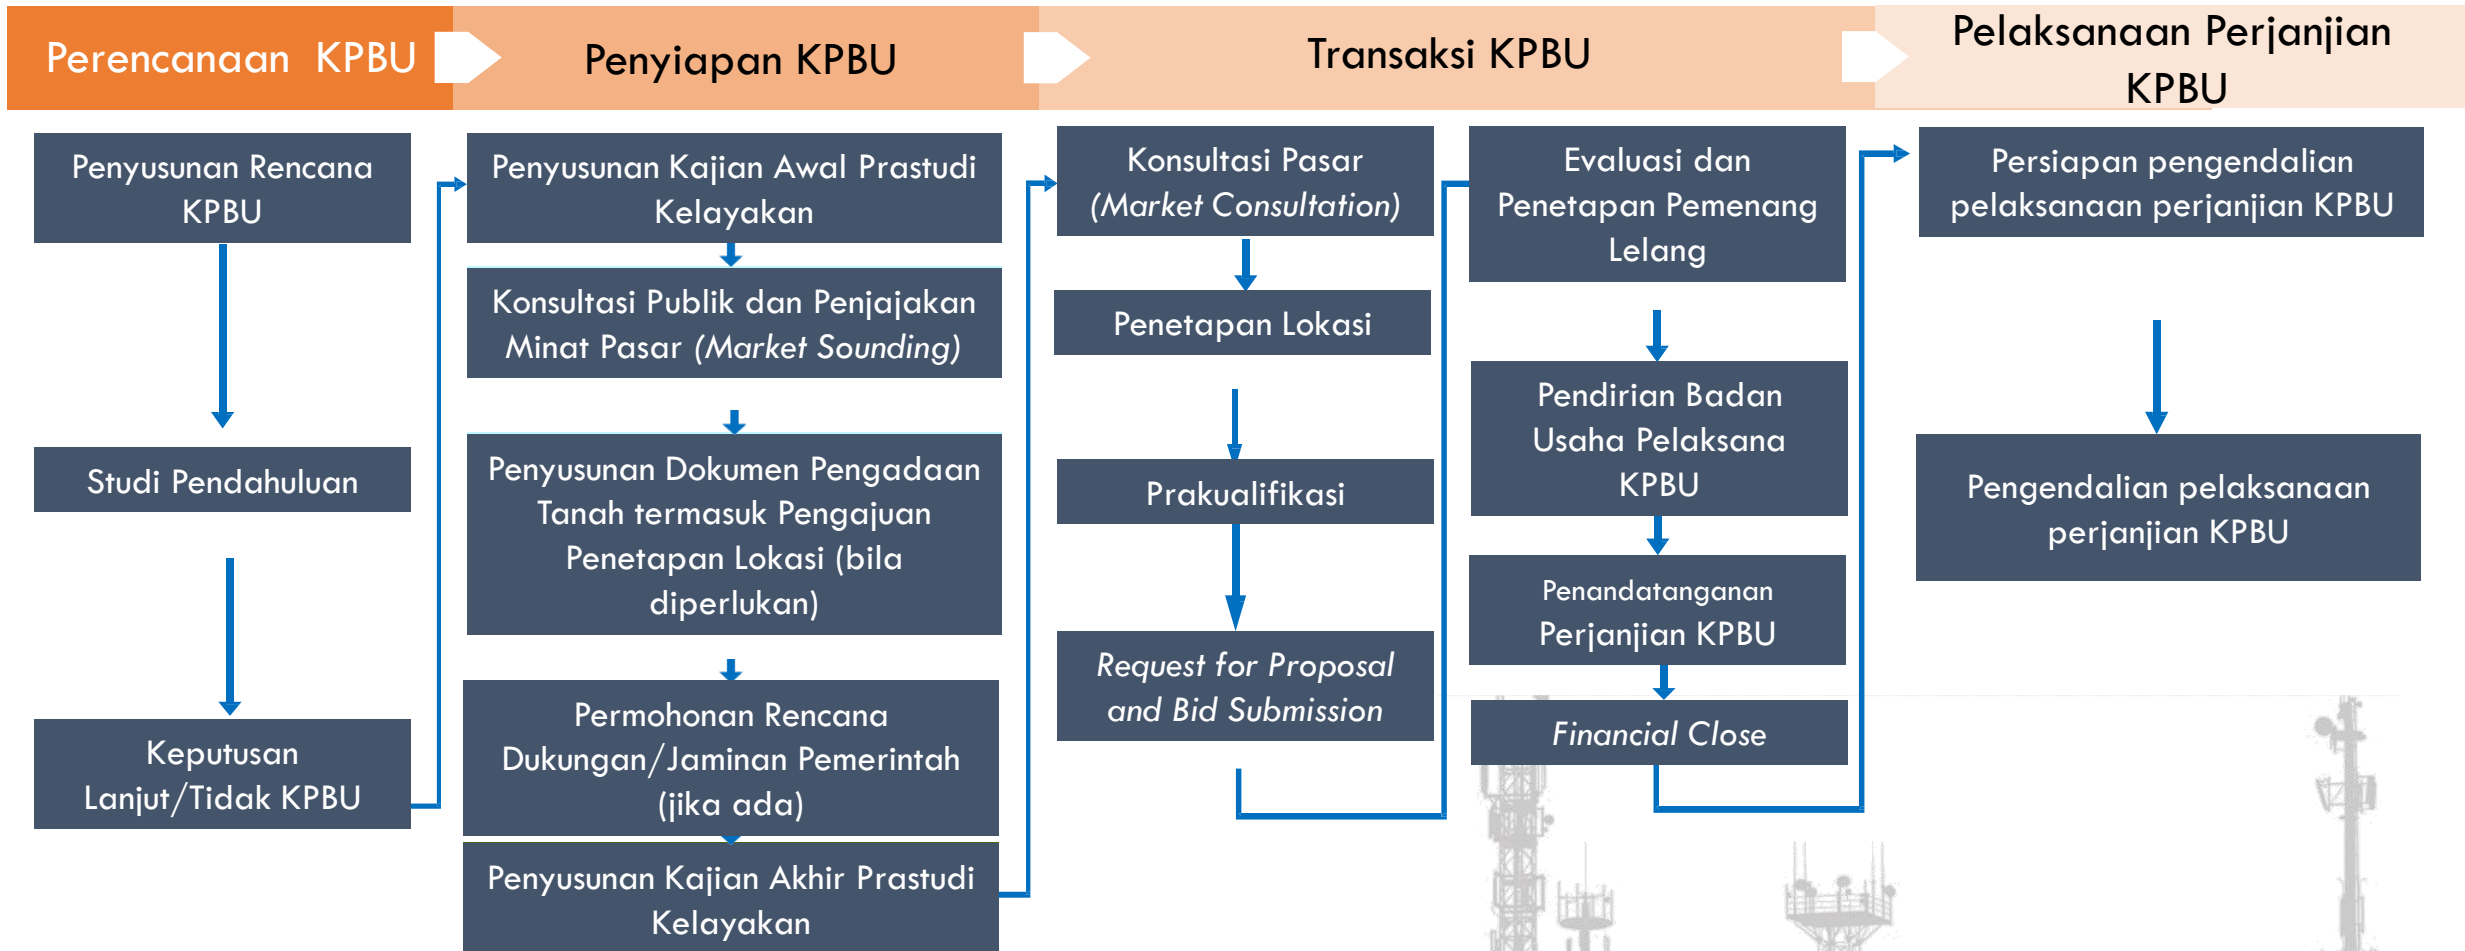 Perencanaan KPBU
Penyiapan KPBU
Transaksi KPBU
Pelaksanaan Perjanjian
KPBU
Penyusunan Rencana
KPBU
Studi Pendahuluan
Keputusan
Lanjut/Tidak KPBU
Penyusunan Kajian Awal Prastudi
Kelayakan
Konsultasi Publik dan Penjajakan
Minat Pasar (Market Sounding)
Penyusunan Dokumen Pengadaan
Tanah termasuk Pengajuan
Penetapan Lokasi (bila
diperlukan)
Permohonan Rencana
Dukungan/Jaminan Pemerintah
(jika ada)
Penyusunan Kajian Akhir Prastudi
Kelayakan
Konsultasi Pasar
(Market Consultation)
Penetapan Lokasi
Prakualifikasi
Request for Proposal
and Bid Submission
Evaluasi dan
Penetapan Pemenang
Lelang
Pendirian Badan
Usaha Pelaksana
KPBU
Penandatanganan
Perjanjian KPBU
Financial Close
Persiapan pengendalian
pelaksanaan perjanjian KPBU
Pengendalian pelaksanaan
perjanjian KPBU